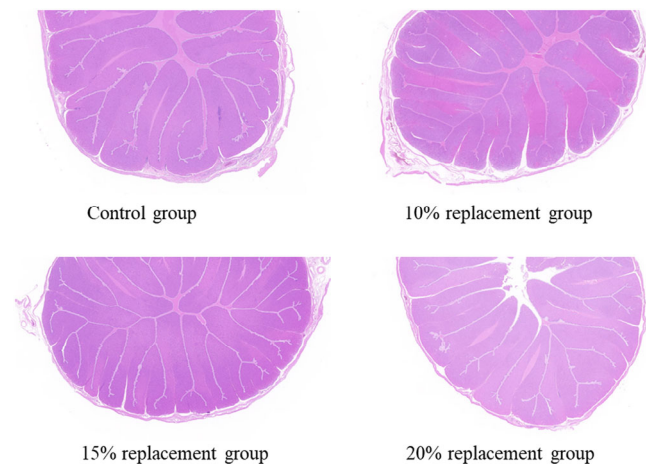 Control group
10% replacement group
15% replacement group
20% replacement group